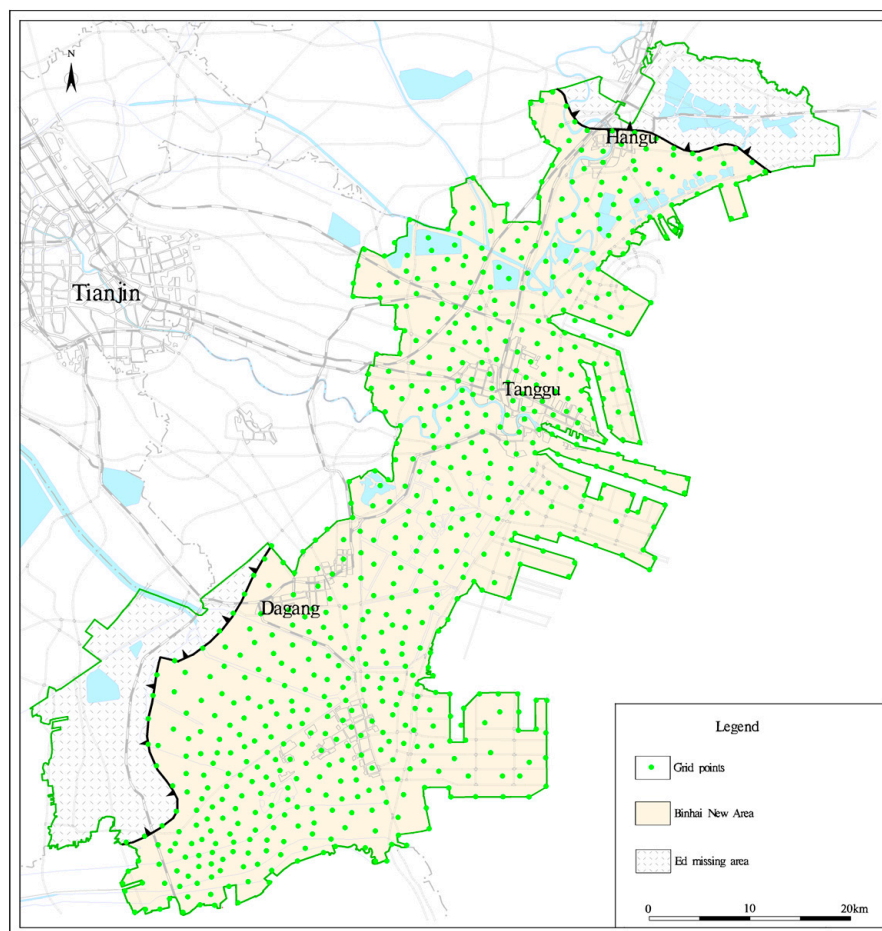 N
Hangu
Tianjin
Tanggu
Dagang
Legend
Grid points
Binhai New Area
Ed missing area
0 10 20km